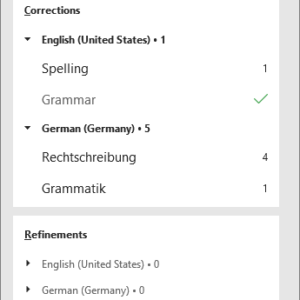 Corrections
English (United States) • 1
Spelling 1
Grammar
German (Germany) • 5
Rechtschreibung 4
Grammatik 1
Refinements
English (United States) • 0
German (Germany) • 0